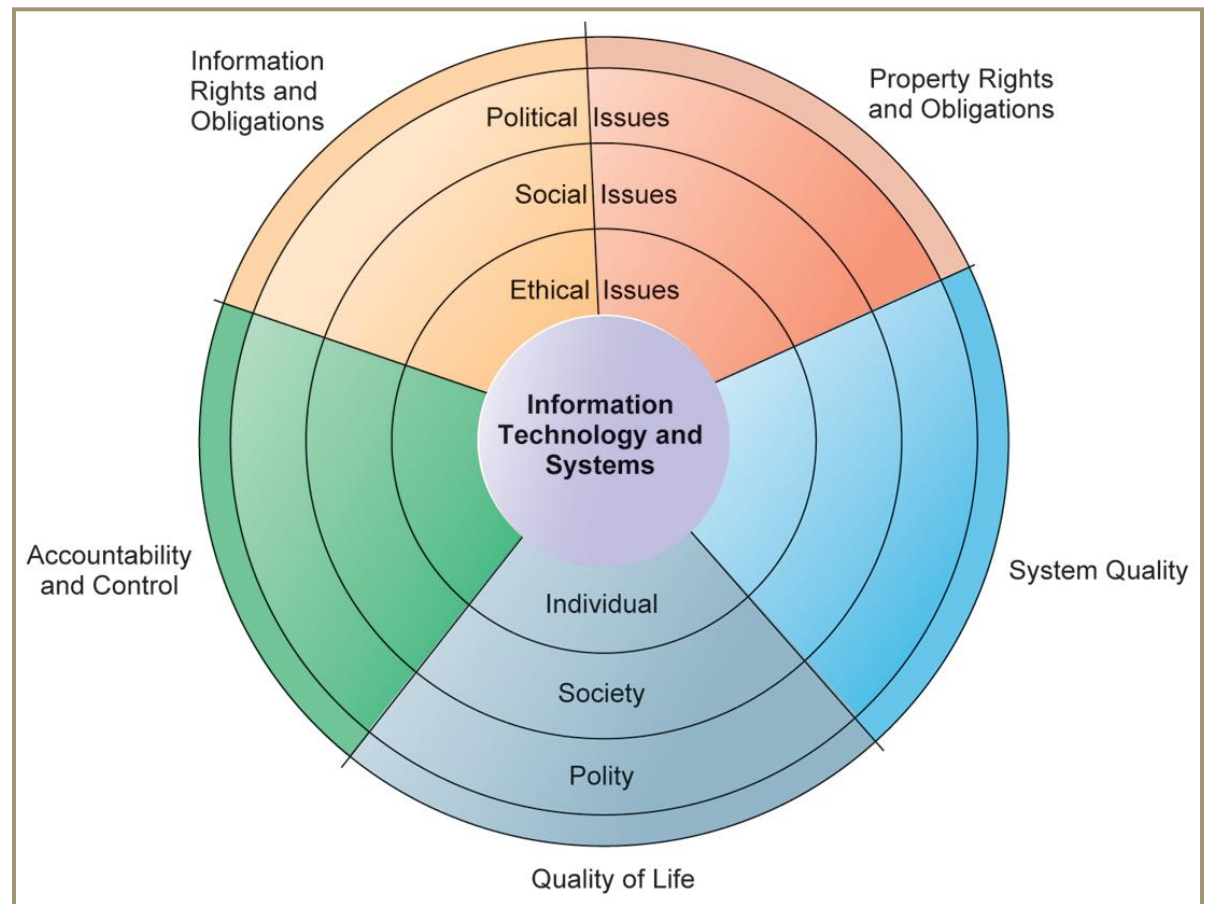 Information
Rights and
Obligations
Property Rights
and Obligations
Political Issues
Social Issues
Ethical Issues
Information
Technology and
Systems
Accountability
and Control
System Quality
Individual
Society
Polity
Quality of Life